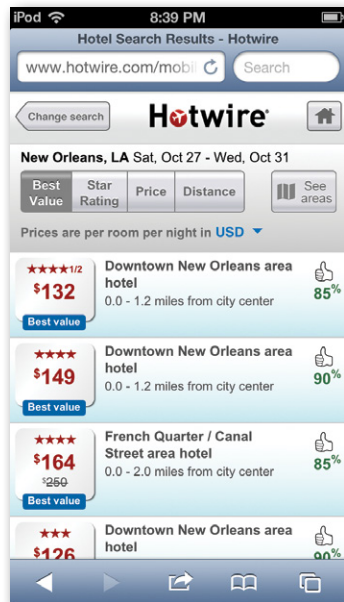 iPod 8:39 PM
Hotel Search Results - Hotwire
www.hotwire.com/mobi
Search
Change search
Hotwire
New Orleans, LA Sat, Oct 27 - Wed, Oct 31
Best Value
Star Rating
Price
Distance
See areas
Prices are per room per night in USD
★★★★1/2
$132
Best value
Downtown New Orleans area
hotel
0.0 - 1.2 miles from city center
85%
★★★★
$149
Best value
Downtown New Orleans area
hotel
0.0 - 1.2 miles from city center
90%
★★★★
$164
$250
Best value
French Quarter / Canal
Street area hotel
0.0 - 2.0 miles from city center
85%
★★★
$126
Downtown New Orleans area
hotel
90%